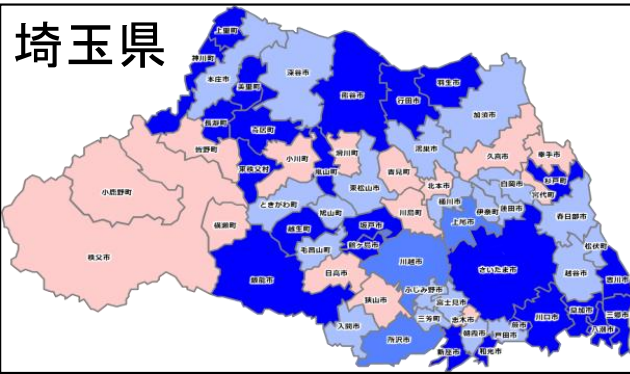 埼玉県
上里町
神川町
本庄市
美里町
深谷市
熊谷市
行田市
羽生市
加須市
長瀞町
寄居町
皆野町
小川町
滑川町
嵐山町
東秩父村
吉見町
鴻巣市
北本市
久喜市
幸手市
杉戸町
宮代町
白岡市
小鹿野町
東松山市
ときがわ町
鳩山町
川島町
桶川市
伊奈町
蓮田市
上尾市
春日部市
横瀬町
越生町
坂戸市
毛呂山町
鶴ヶ島市
松伏町
秩父市
川越市
さいたま市
越谷市
吉川市
飯能市
日高市
狭山市
ふじみ野市
富士見市
三芳町
志木市
入間市
所沢市
朝霞市
戸田市
蕨市
川口市
草加市
三郷市
八潮市
新座市
和光市